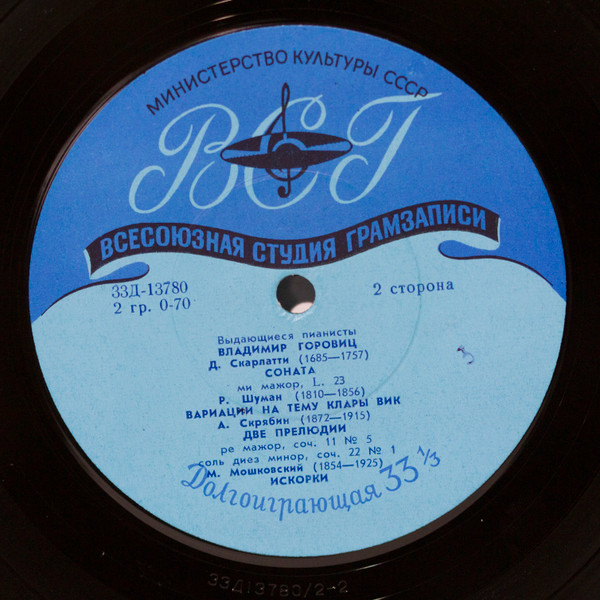 МИНИСТЕРСТВО КУЛЬТУРЫ СССР
ВСГ
ВСЕСОЮЗНАЯ СТУДИЯ ГРАМЗАПИСИ
33Д-13780
2 гр. 0-70
2 сторона
Выдающиеся пианисты
ВЛАДИМИР ГОРОВИЦ
Д. Скарлатти (1685—1757)
СОНАТА
ми мажор, L. 23
Р. Шуман (1810—1856)
ВАРИАЦИИ НА ТЕМУ КЛАРЫ ВИК
А. Скрябин (1872—1915)
ДВЕ ПРЕЛЮДИИ
ре мажор, соч. 11 № 5
соль диез минор, соч. 22 № 1
М. Мошковский (1854—1925)
ИСКОРКИ
Долгоиграющая 33 1/3
33Д13780/2-2